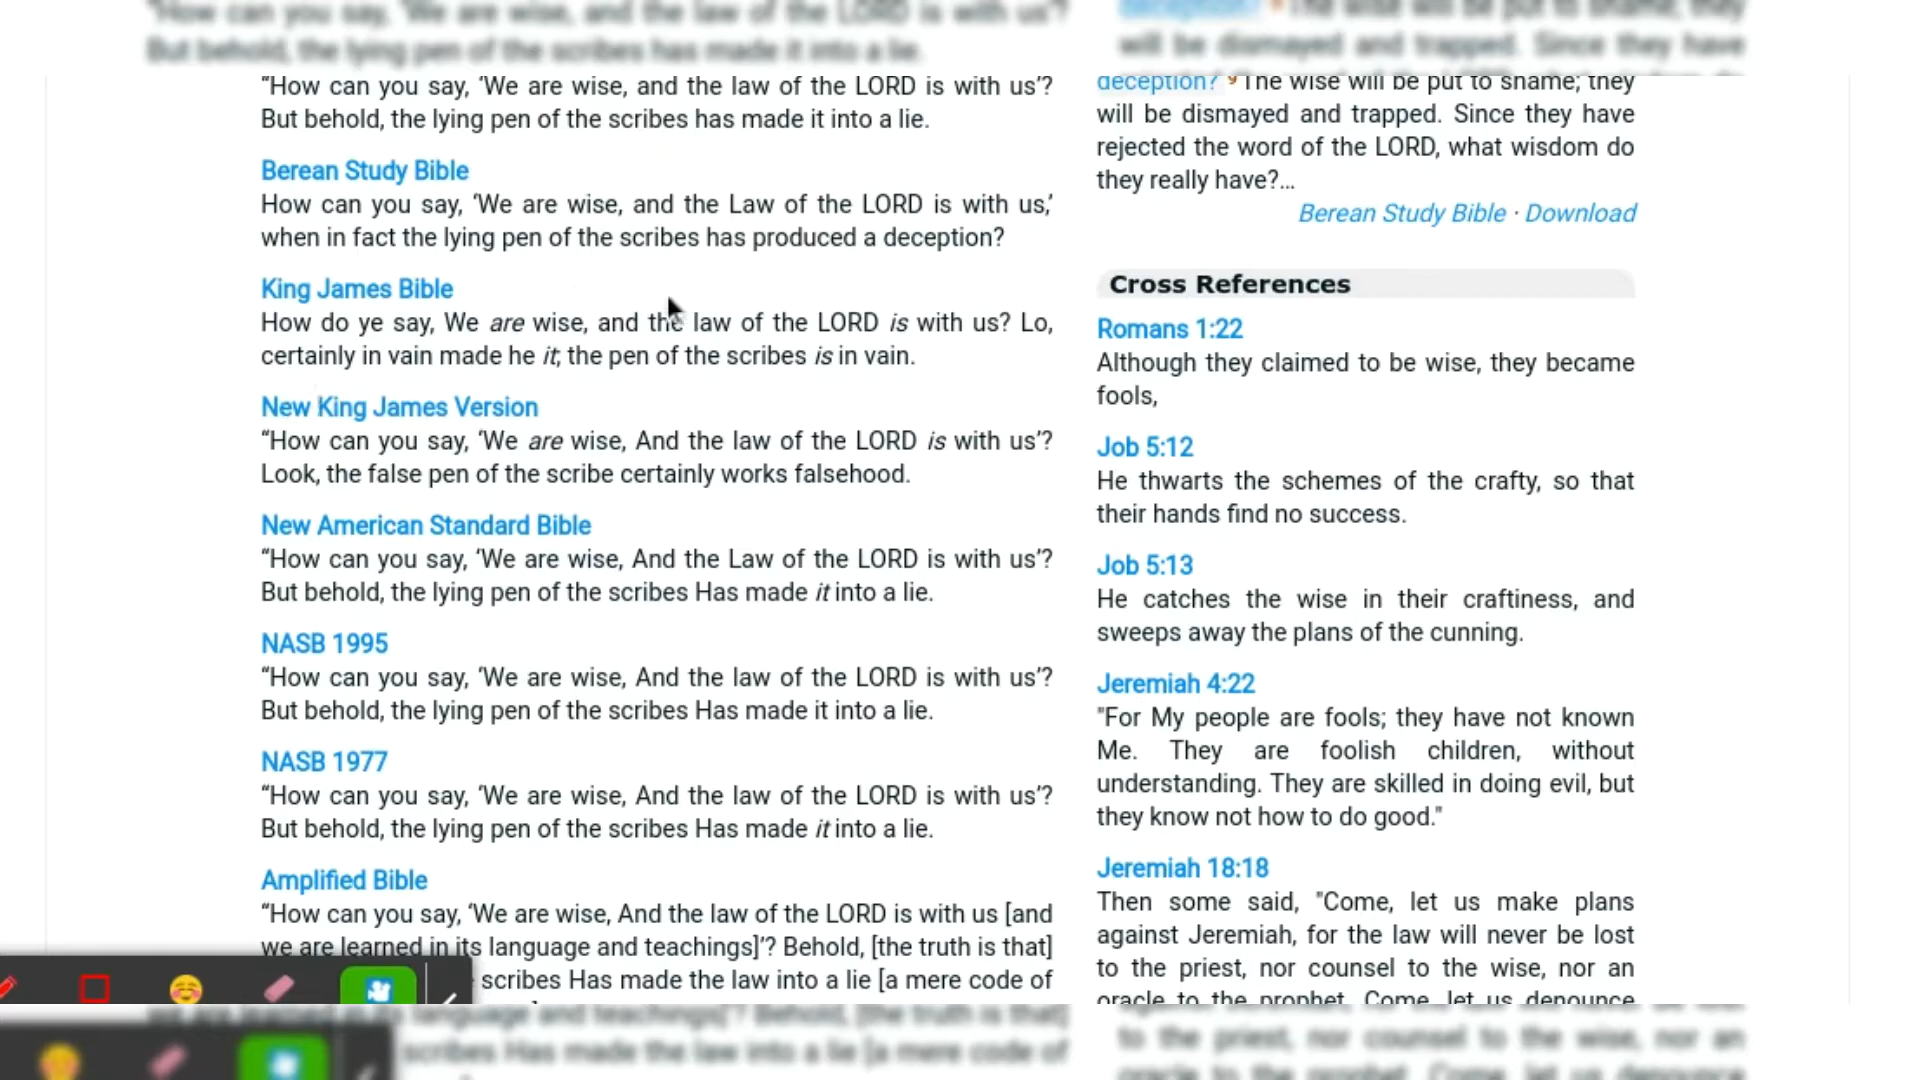 “How can you say, ‘We are wise, and the law of the LORD is with us’?
But behold, the lying pen of the scribes has made it into a lie.
Berean Study Bible
How can you say, ‘We are wise, and the Law of the LORD is with us,’
when in fact the lying pen of the scribes has produced a deception?
King James Bible
How do ye say, We are wise, and the law of the LORD is with us? Lo,
certainly in vain made he it; the pen of the scribes is in vain.
New King James Version
“How can you say, ‘We are wise, And the law of the LORD is with us’?
Look, the false pen of the scribe certainly works falsehood.
New American Standard Bible
“How can you say, ‘We are wise, And the Law of the LORD is with us’?
But behold, the lying pen of the scribes Has made it into a lie.
NASB 1995
“How can you say, ‘We are wise, And the law of the LORD is with us’?
But behold, the lying pen of the scribes Has made it into a lie.
NASB 1977
“How can you say, ‘We are wise, And the law of the LORD is with us’?
But behold, the lying pen of the scribes Has made it into a lie.
Amplified Bible
“How can you say, ‘We are wise, And the law of the LORD is with us [and
we are learned in its language and teachings]’? Behold, [the truth is that]
scribes Has made the law into a lie [a mere code of
deception? 9 The wise will be put to shame; they
will be dismayed and trapped. Since they have
rejected the word of the LORD, what wisdom do
they really have?…
Berean Study Bible · Download
Cross References
Romans 1:22
Although they claimed to be wise, they became
fools,
Job 5:12
He thwarts the schemes of the crafty, so that
their hands find no success.
Job 5:13
He catches the wise in their craftiness, and
sweeps away the plans of the cunning.
Jeremiah 4:22
"For My people are fools; they have not known
Me. They are foolish children, without
understanding. They are skilled in doing evil, but
they know not how to do good."
Jeremiah 18:18
Then some said, "Come, let us make plans
against Jeremiah, for the law will never be lost
to the priest, nor counsel to the wise, nor an
oracle to the prophet. Come, let us denounce